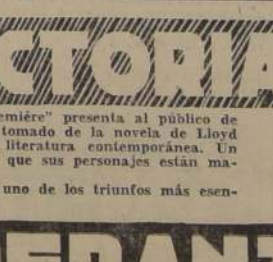 CTORIA
emiére" presenta al público de
tomado de la novela de Lloyd
literatura contemporánea. Un
que sus personajes están ma-
uno de los triunfos más esen-